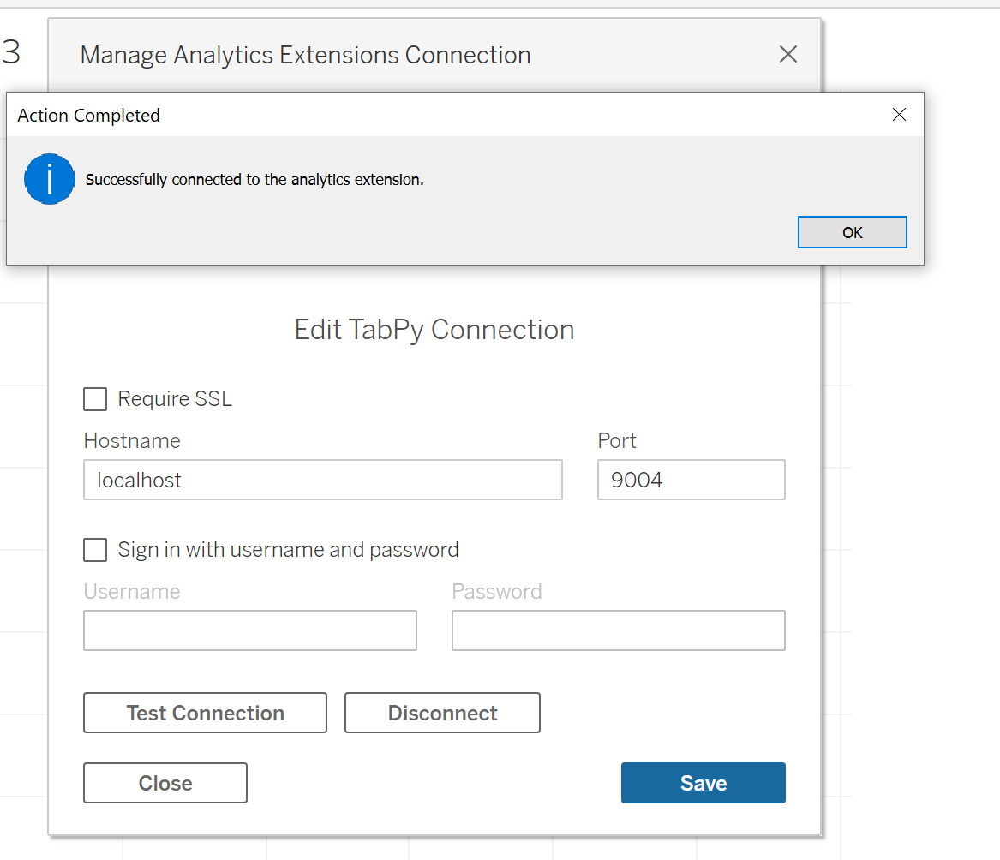 3
Manage Analytics Extensions Connection
Action Completed
i
Successfully connected to the analytics extension.
OK
Edit TabPy Connection
Require SSL
Hostname
Port
localhost
9004
Sign in with username and password
Username
Password
Test Connection
Disconnect
Close
Save